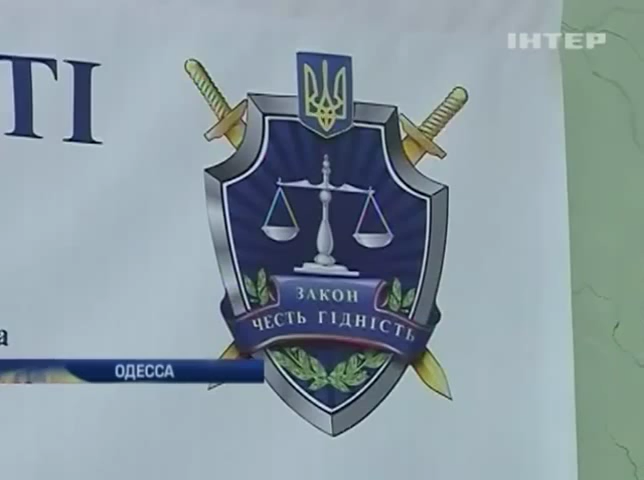 ІНТЕР
ТІ
ЗАКОН
ЧЕСТЬ ГІДНІСТЬ
а
ОДЕССА